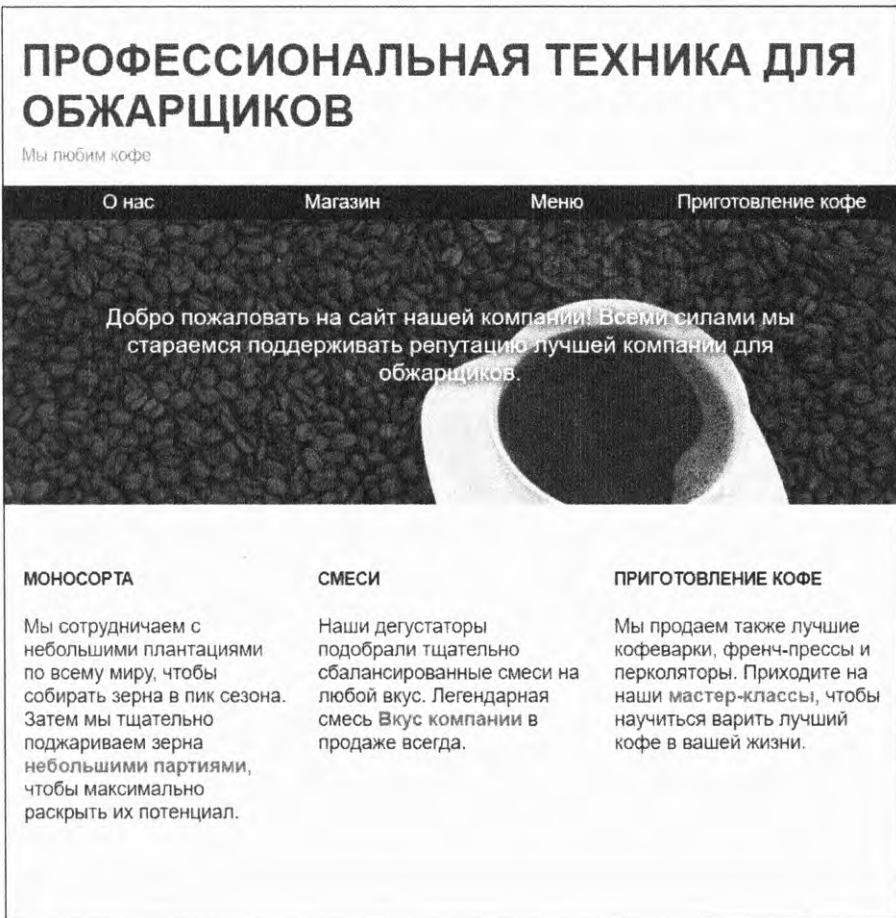 ПРОФЕССИОНАЛЬНАЯ ТЕХНИКА ДЛЯ
ОБЖАРЩИКОВ
Мы любим кофе
О нас Магазин Меню Приготовление кофе
Добро пожаловать на сайт нашей компании! Всеми силами мы
стараемся поддерживать репутацию лучшей компании для
обжарщиков.
МОНОСОРТА
Мы сотрудничаем с
небольшими плантациями
по всему миру, чтобы
собирать зерна в пик сезона.
Затем мы тщательно
поджариваем зерна
небольшими партиями,
чтобы максимально
раскрыть их потенциал.
СМЕСИ
Наши дегустаторы
подобрали тщательно
сбалансированные смеси на
любой вкус. Легендарная
смесь Вкус компании в
продаже всегда.
ПРИГОТОВЛЕНИЕ КОФЕ
Мы продаем также лучшие
кофеварки, френч-прессы и
перколяторы. Приходите на
наши мастер-классы, чтобы
научиться варить лучший
кофе в вашей жизни.